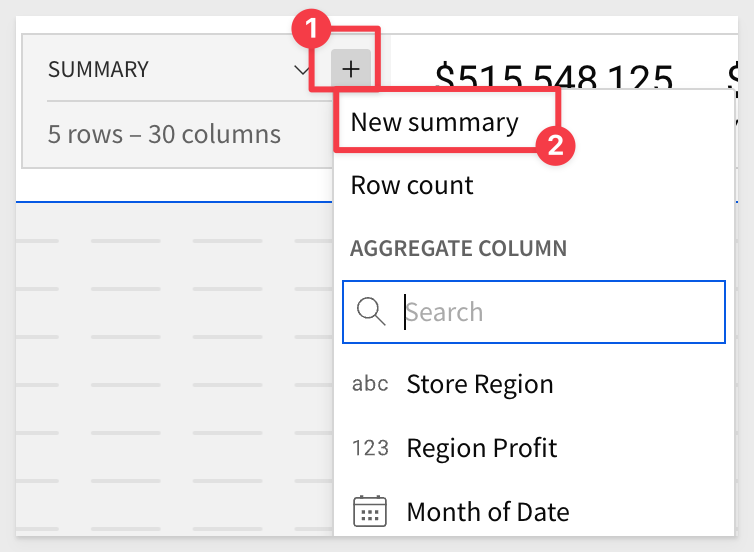 1
SUMMARY + $515,548,125
5 rows – 30 columns
New summary
2
Row count
AGGREGATE COLUMN
Search
abc Store Region
123 Region Profit
Month of Date